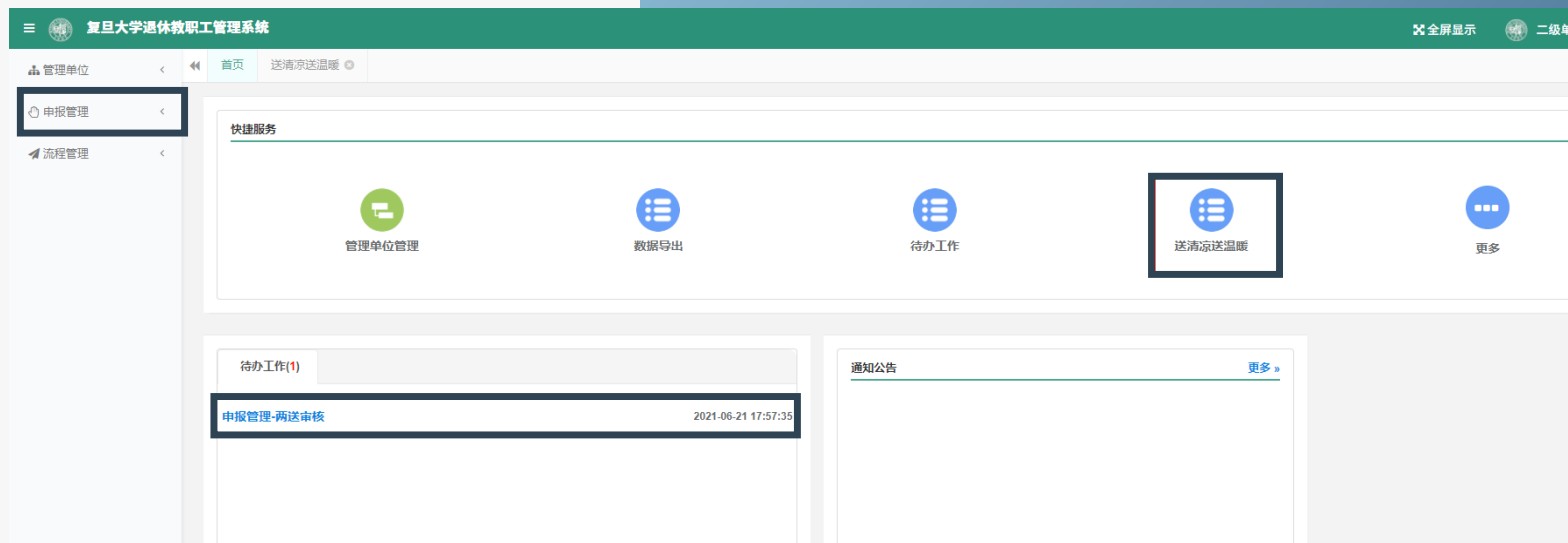 复旦大学退休教职工管理系统
全屏显示
二级单
管理单位
首页
送清凉送温暖
申报管理
流程管理
快捷服务
管理单位管理
数据导出
待办工作
送清凉送温暖
更多
待办工作(1)
申报管理-两送审核 2021-06-21 17:57:35
通知公告
更多 »